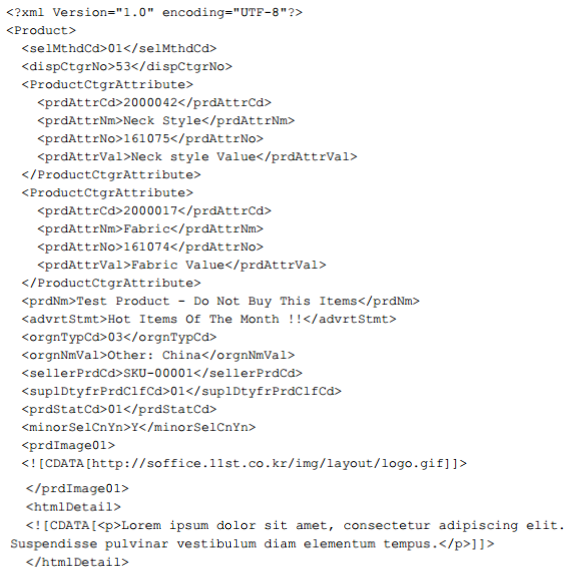 <?xml Version="1.0" encoding="UTF-8"?>
<Product>
<selMthdCd>01</selMthdCd>
<dispCtgrNo>53</dispCtgrNo>
<ProductCtgrAttribute>
<prdAttrCd>2000042</prdAttrCd>
<prdAttrNm>Neck Style</prdAttrNm>
<prdAttrNo>161075</prdAttrNo>
<prdAttrVal>Neck style Value</prdAttrVal>
</ProductCtgrAttribute>
<ProductCtgrAttribute>
<prdAttrCd>2000017</prdAttrCd>
<prdAttrNm>Fabric</prdAttrNm>
<prdAttrNo>161074</prdAttrNo>
<prdAttrVal>Fabric Value</prdAttrVal>
</ProductCtgrAttribute>
<prdNm>Test Product - Do Not Buy This Items</prdNm>
<advrtStmt>Hot Items Of The Month !!</advrtStmt>
<orgnTypCd>03</orgnTypCd>
<orgnNmVal>Other: China</orgnNmVal>
<sellerPrdCd>SKU-00001</sellerPrdCd>
<suplDtyfrPrdClfCd>01</suplDtyfrPrdClfCd>
<prdStatCd>01</prdStatCd>
<minorSelCnYn>Y</minorSelCnYn>
<prdImage01>
<![CDATA[http://soffice.11st.co.kr/img/layout/logo.gif]]>
</prdImage01>
<htmlDetail>
<![CDATA[<p>Lorem ipsum dolor sit amet, consectetur adipiscing elit.
Suspendisse pulvinar vestibulum diam elementum tempus.</p>]]>
</htmlDetail>